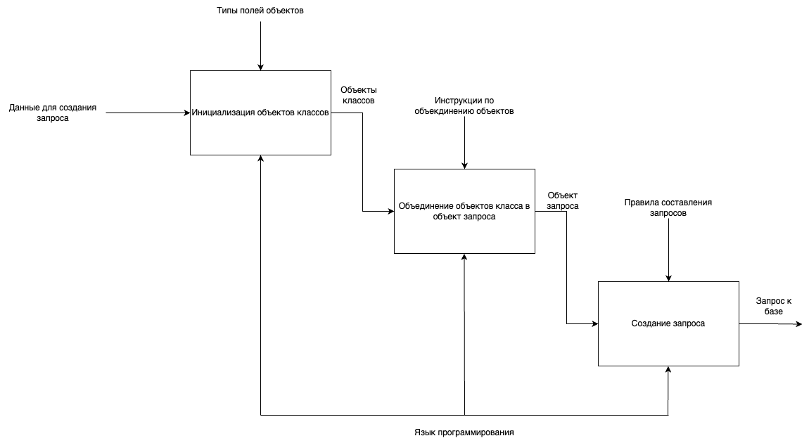 Типы полей объектов
Данные для создания
запроса
Инициализация объектов классов
Объекты
классов
Инструкции по
объекдинению объектов
Объединение объектов класса в
объект запроса
Объект
запроса
Правила составления
запросов
Создание запроса
Запрос к
базе
Язык программирования